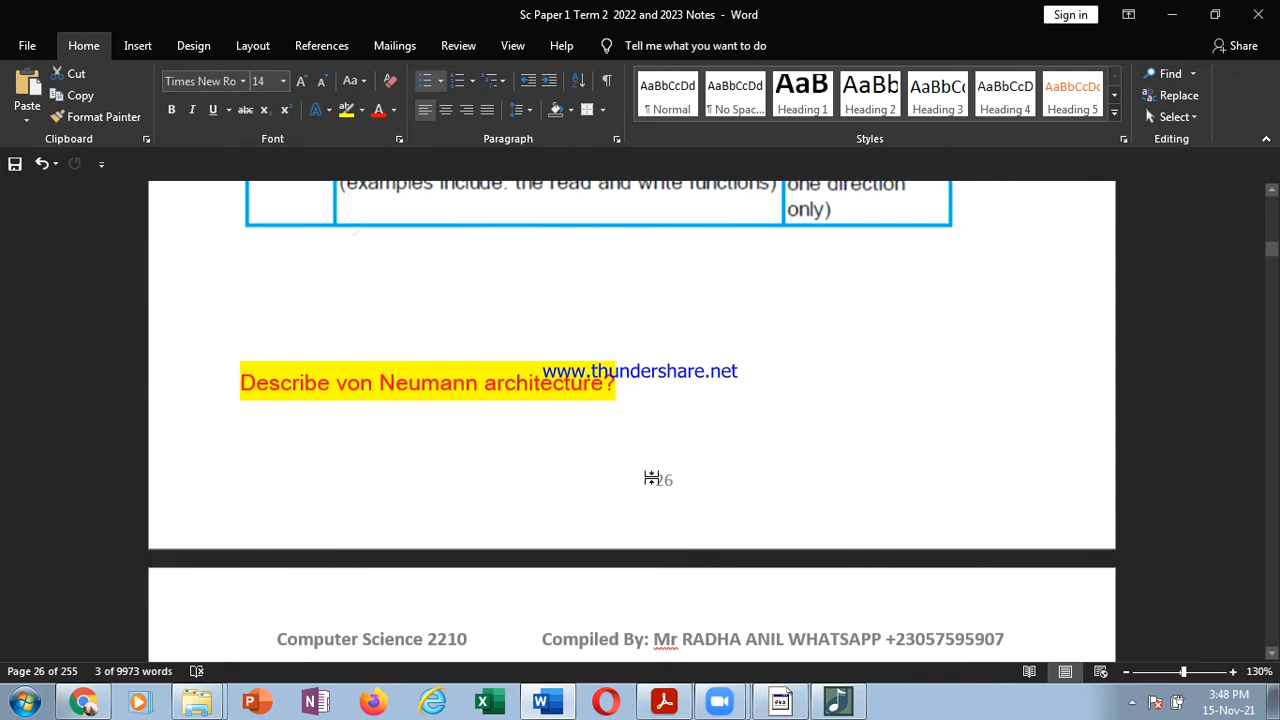 Sc Paper 1 Term 2 2022 and 2023 Notes - Word
Sign in
File Home Insert Design Layout References Mailings Review View Help Tell me what you want to do Share
Paste
Cut
Copy
Format Painter
Clipboard
Times New Ro 14
Font
Paragraph
AaBbCcDd AaBbCcDd AaB AaBb AaBbCc AaBbCcD AaBbCcDc
¶ Normal ¶ No Spac... Heading 1 Heading 2 Heading 3 Heading 4 Heading 5
Styles
Find
Replace
Select
Editing
(examples include: the read and write functions) one direction
only)
www.thundershare.net
Describe von Neumann architecture?
26
Computer Science 2210 Compiled By: Mr RADHA ANIL WHATSAPP +23057595907
Page 26 of 255 3 of 9973 words 130%
3:48 PM
15-Nov-21